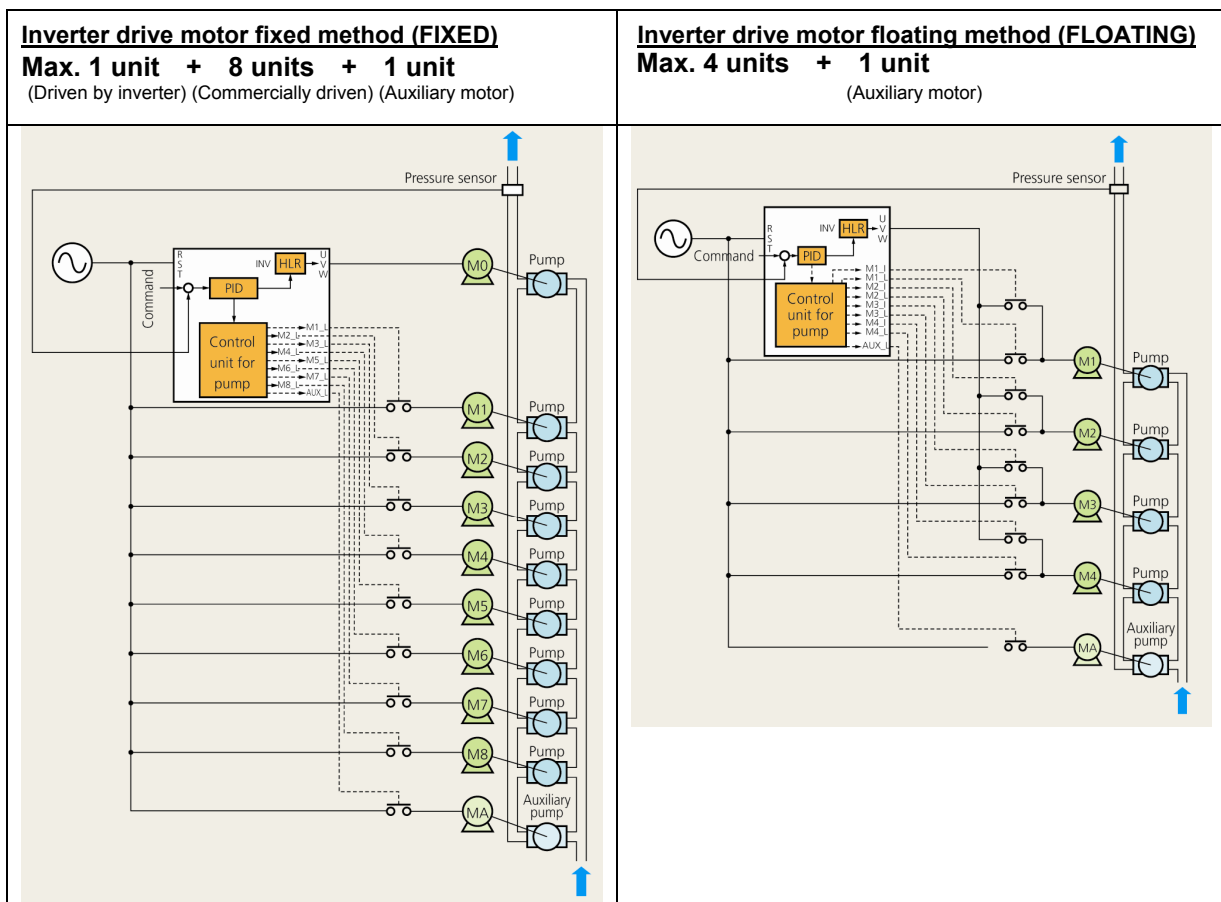 Inverter drive motor fixed method (FIXED)
Max. 1 unit + 8 units + 1 unit
(Driven by inverter) (Commercially driven) (Auxiliary motor)
Pressure sensor
R
S
T
Command
INV
HLR
U
V
W
PID
Control
unit for
pump
M1_L
M2_L
M3_L
M4_L
M5_L
M6_L
M7_L
M8_L
AUX_L
M0
Pump
M1
Pump
M2
Pump
M3
Pump
M4
Pump
M5
Pump
M6
Pump
M7
Pump
M8
Pump
MA
Auxiliary
pump
Inverter drive motor floating method (FLOATING)
Max. 4 units + 1 unit
(Auxiliary motor)
Pressure sensor
R
S
T
Command
INV
HLR
U
V
W
PID
Control
unit for
pump
M1_I
M1_L
M2_I
M2_L
M3_I
M3_L
M4_I
M4_L
AUX_L
M1
Pump
M2
Pump
M3
Pump
M4
Pump
MA
Auxiliary
pump